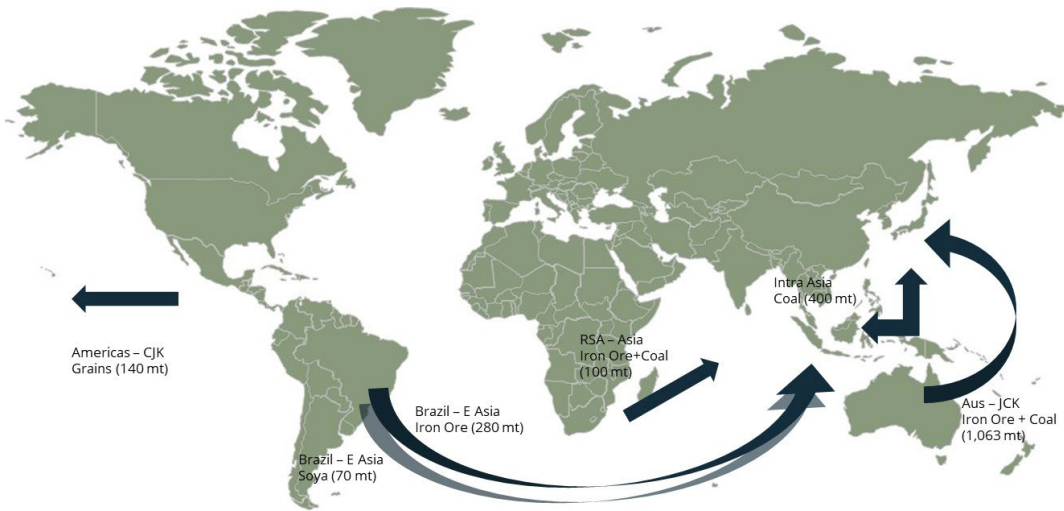 Intra Asia
Coal (400 mt)
Americas – CJK
Grains (140 mt)
RSA – Asia
Iron Ore+Coal
(100 mt)
Brazil – E Asia
Iron Ore (280 mt)
Aus – JCK
Iron Ore + Coal
(1,063 mt)
Brazil – E Asia
Soya (70 mt)